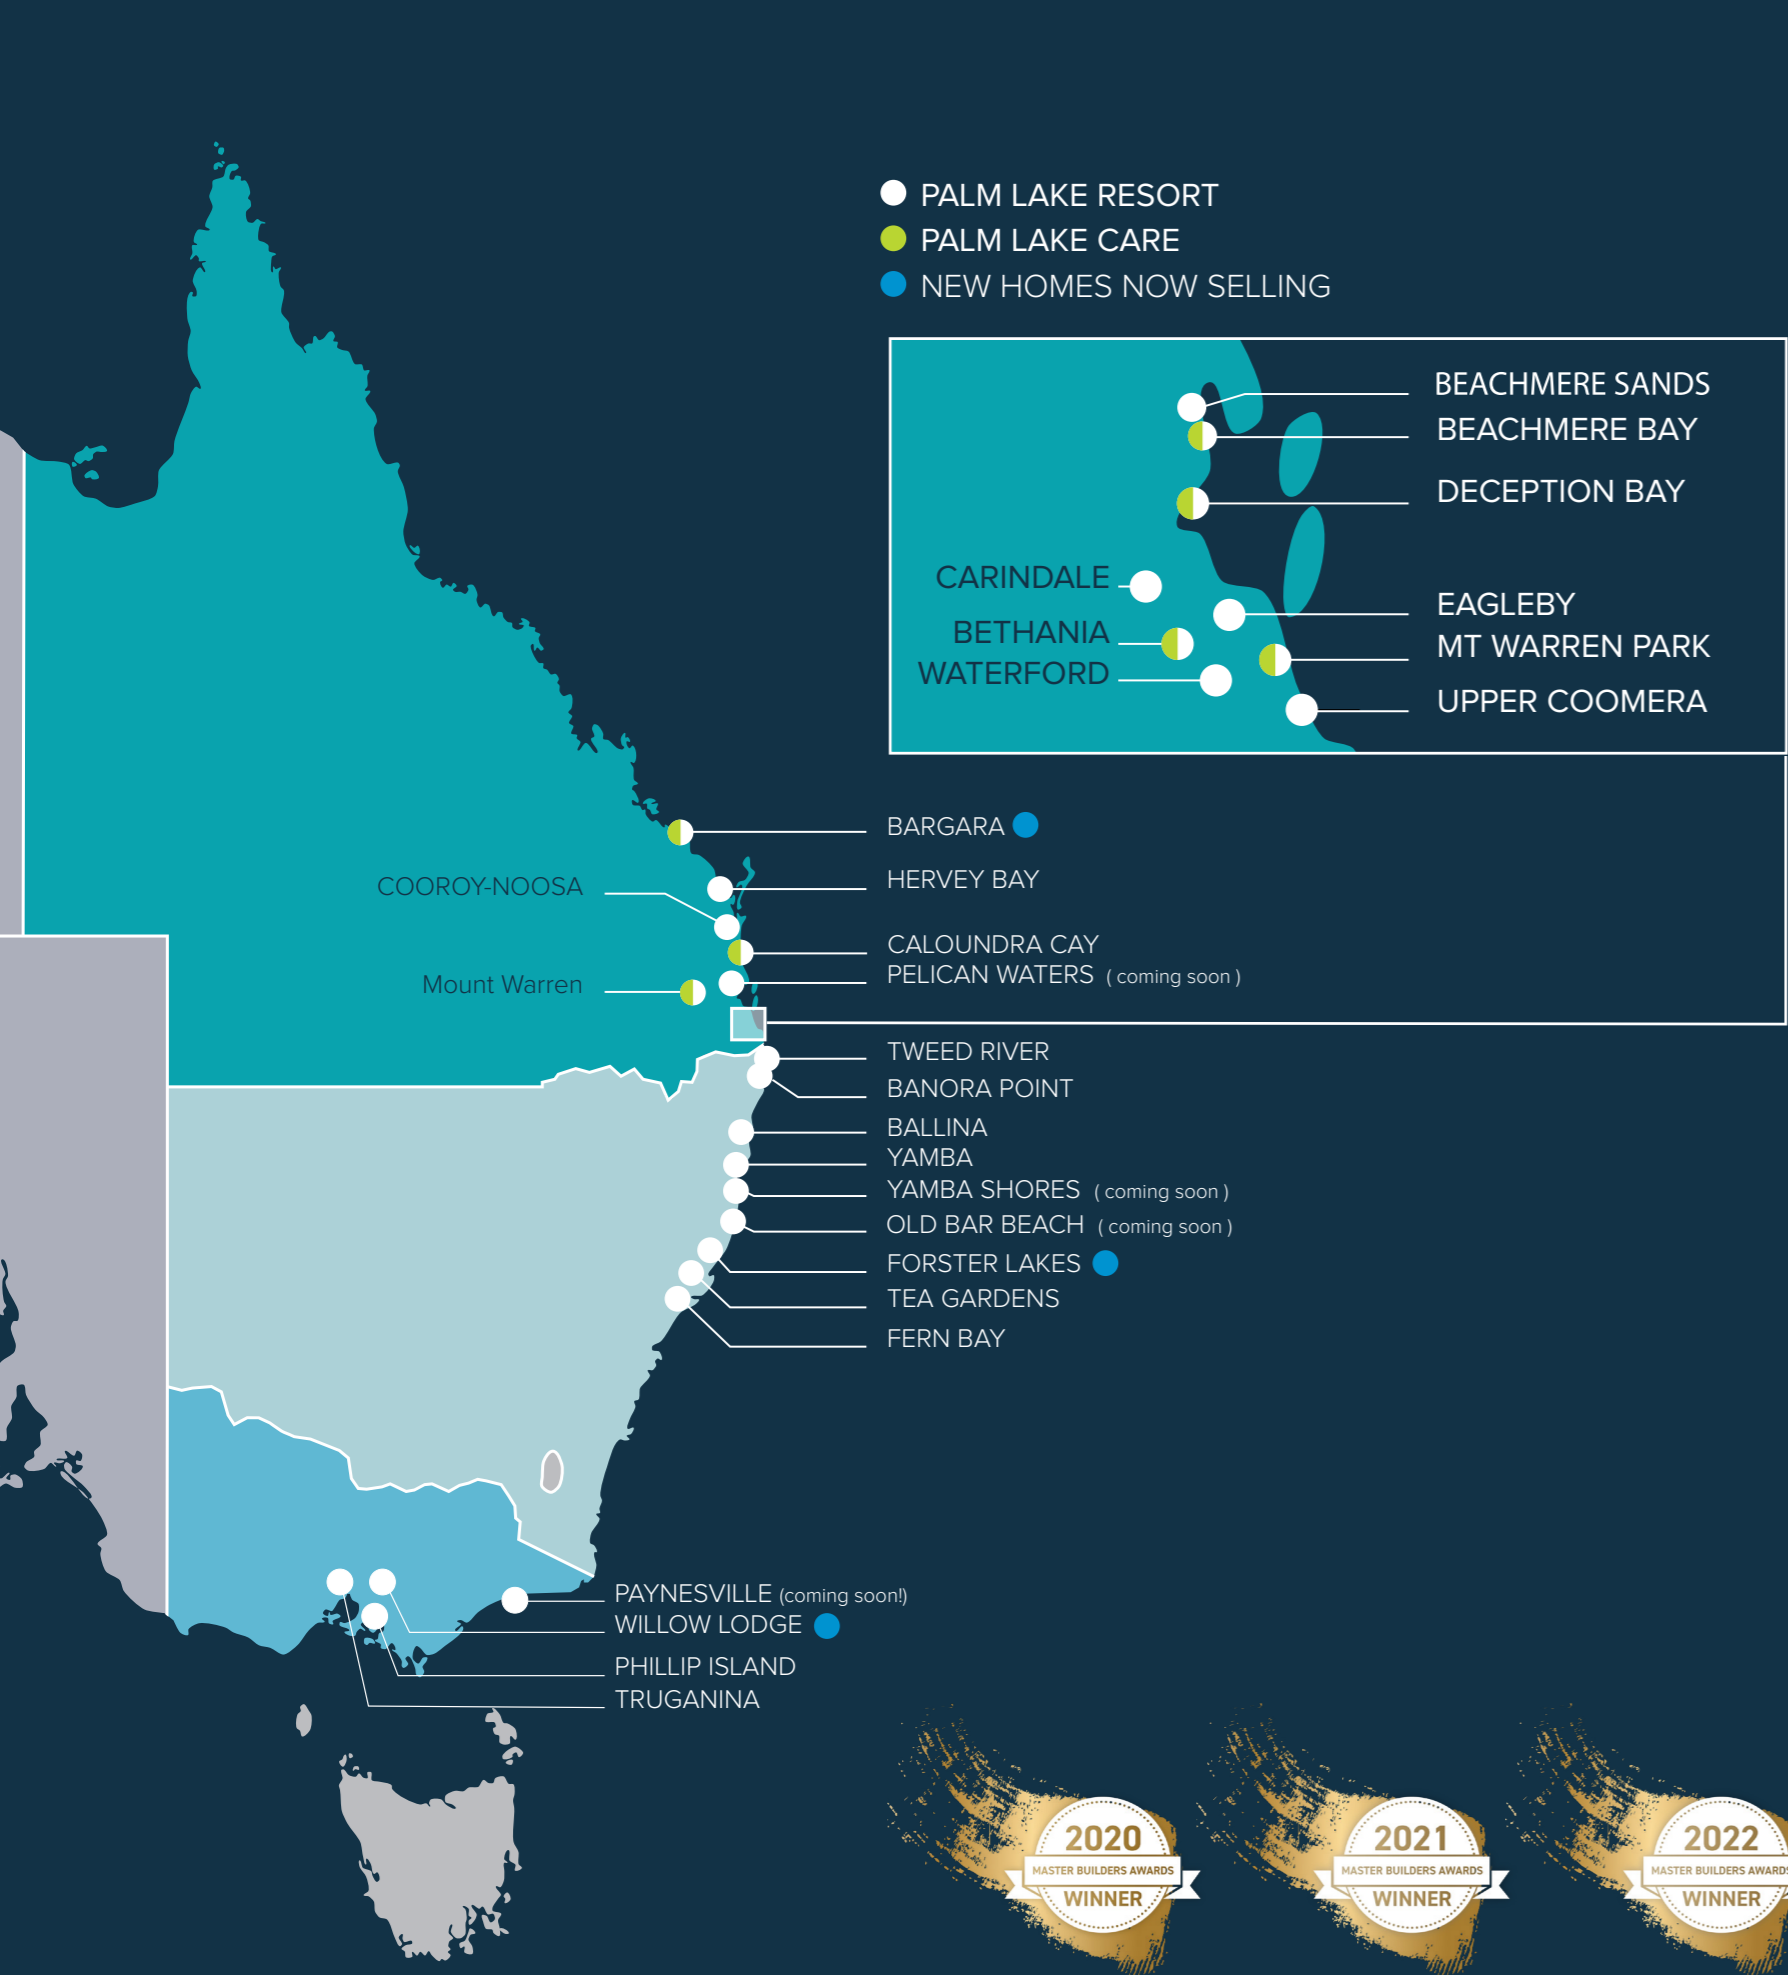 PALM LAKE RESORT
PALM LAKE CARE
NEW HOMES NOW SELLING
BEACHMERE SANDS
BEACHMERE BAY
DECEPTION BAY
CARINDALE
EAGLEBY
BETHANIA
MT WARREN PARK
WATERFORD
UPPER COOMERA
BARGARA
HERVEY BAY
COOROY-NOOSA
CALOUNDRA CAY
PELICAN WATERS ( coming soon )
Mount Warren
TWEED RIVER
BANORA POINT
BALLINA
YAMBA
YAMBA SHORES ( coming soon )
OLD BAR BEACH ( coming soon )
FORSTER LAKES
TEA GARDENS
FERN BAY
PAYNESVILLE (coming soon!)
WILLOW LODGE
PHILLIP ISLAND
TRUGANINA
2020
MASTER BUILDERS AWARDS
WINNER
2021
MASTER BUILDERS AWARDS
WINNER
2022
MASTER BUILDERS AWARDS
WINNER